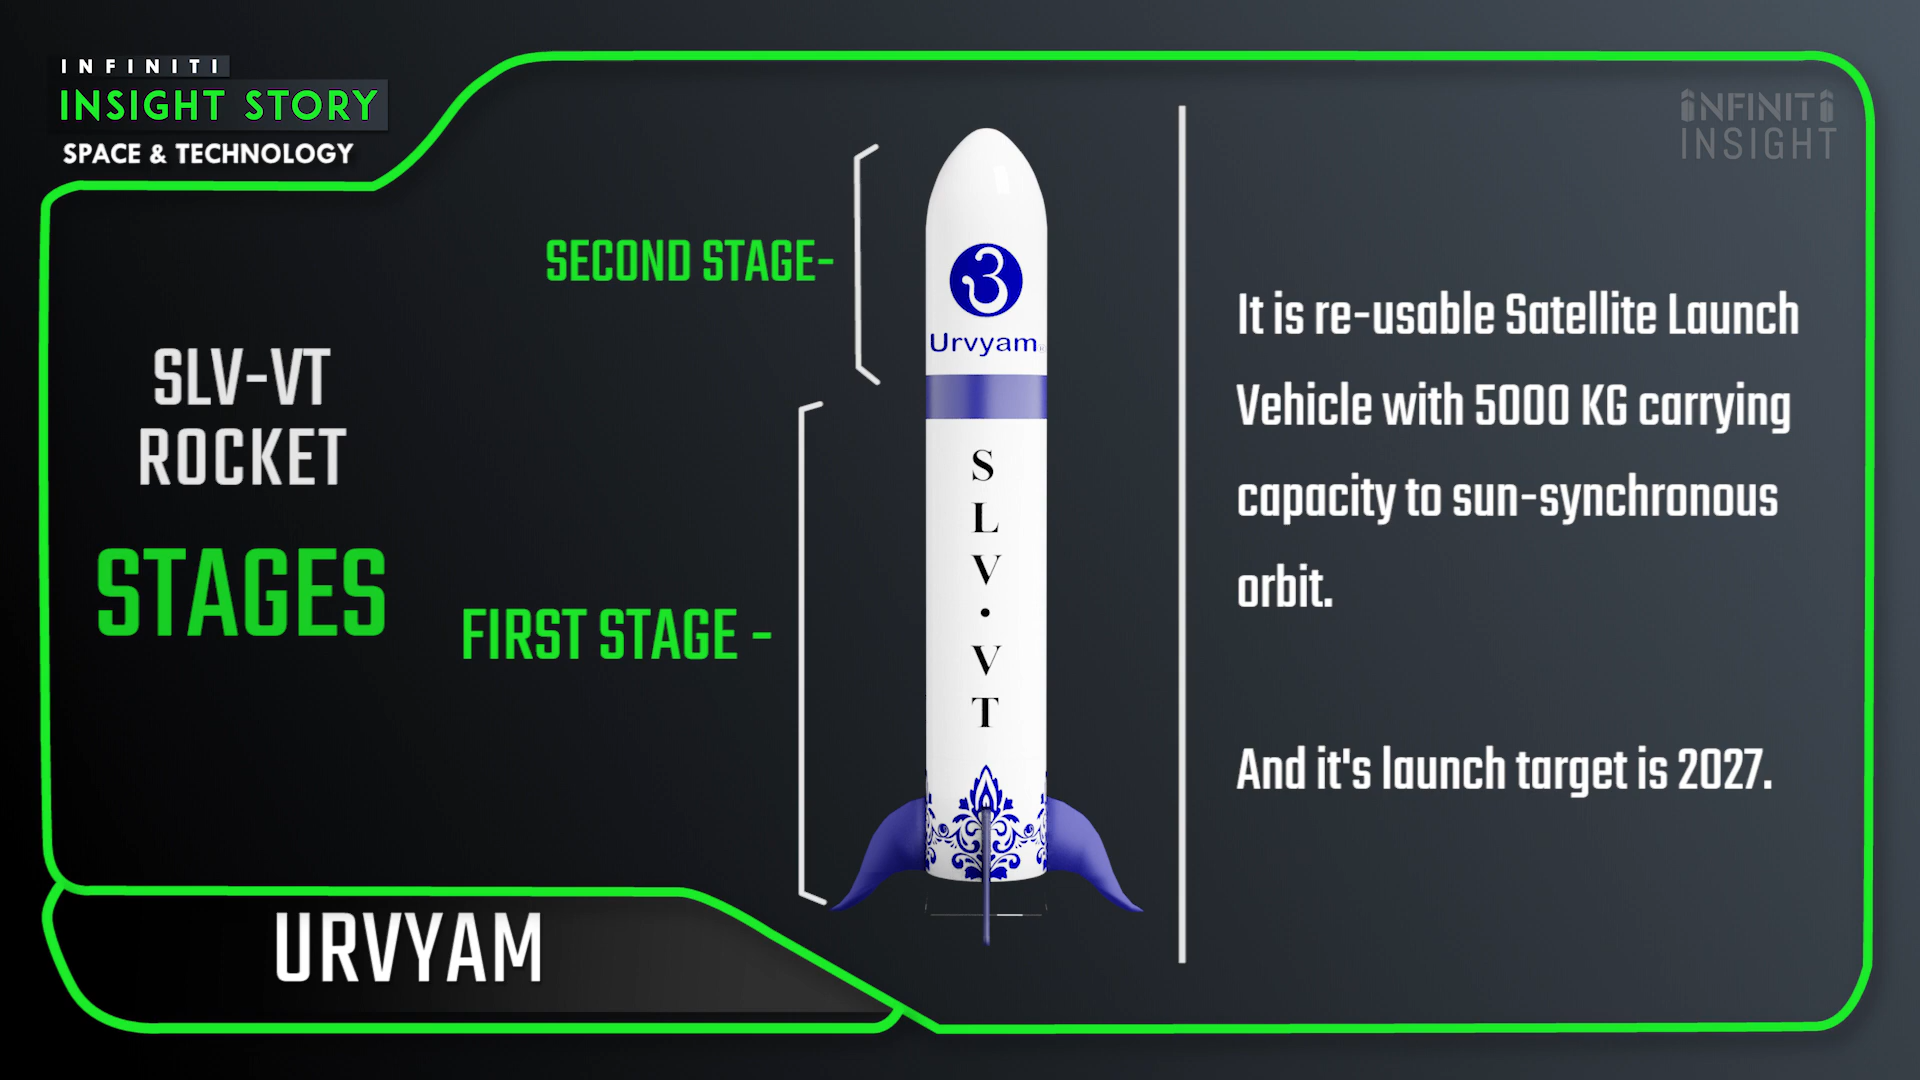 INFINITI
INSIGHT STORY
SPACE & TECHNOLOGY
INFINITI
INSIGHT
SLV-VT
ROCKET
STAGES
SECOND STAGE-
FIRST STAGE -
Urvyam
S
L
V
•
V
T
It is re-usable Satellite Launch
Vehicle with 5000 KG carrying
capacity to sun-synchronous
orbit.
And it's launch target is 2027.
URVYAM